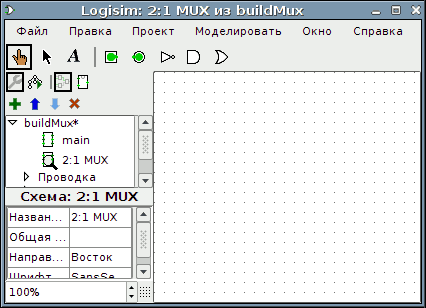 Logisim: 2:1 MUX из buildMux
Файл Правка Проект Моделировать Окно Справка
A
buildMux*
main
2:1 MUX
Проводка
Схема: 2:1 MUX
Назван... 2:1 MUX
Общая ...
Направ... Восток
Шрифт SansSe...
100%